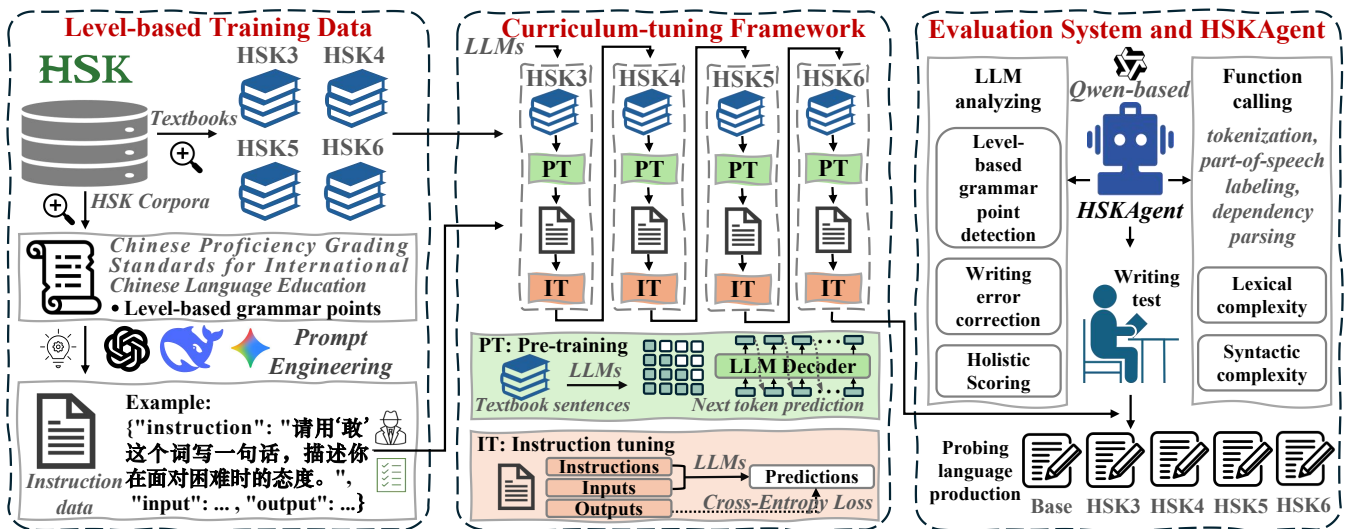 Level-based Training Data
HSK
HSK3
HSK4
Textbooks
HSK5
HSK6
HSK Corpora
Chinese Proficiency Grading
Standards for International
Chinese Language Education
• Level-based grammar points
Prompt
Engineering
Example:
{"instruction": "请用‘敢’
这个词写一句话，描述你
在面对困难时的态度。",
"input": ... , "output": ...}
Instruction
data
Curriculum-tuning Framework
LLMs
HSK3
HSK4
HSK5
HSK6
PT
PT
PT
PT
IT
IT
IT
IT
PT: Pre-training
LLMs
Textbook sentences
LLM Decoder
Next token prediction
IT: Instruction tuning
Instructions
Inputs
Outputs
LLMs
Predictions
Cross-Entropy Loss
Evaluation System and HSKAgent
LLM
analyzing
Level-
based
grammar
point
detection
Writing
error
correction
Holistic
Scoring
Qwen-based
HSKAgent
Writing
test
Function
calling
tokenization,
part-of-speech
labeling,
dependency
parsing
Lexical
complexity
Syntactic
complexity
Probing
language
production
Base
HSK3
HSK4
HSK5
HSK6